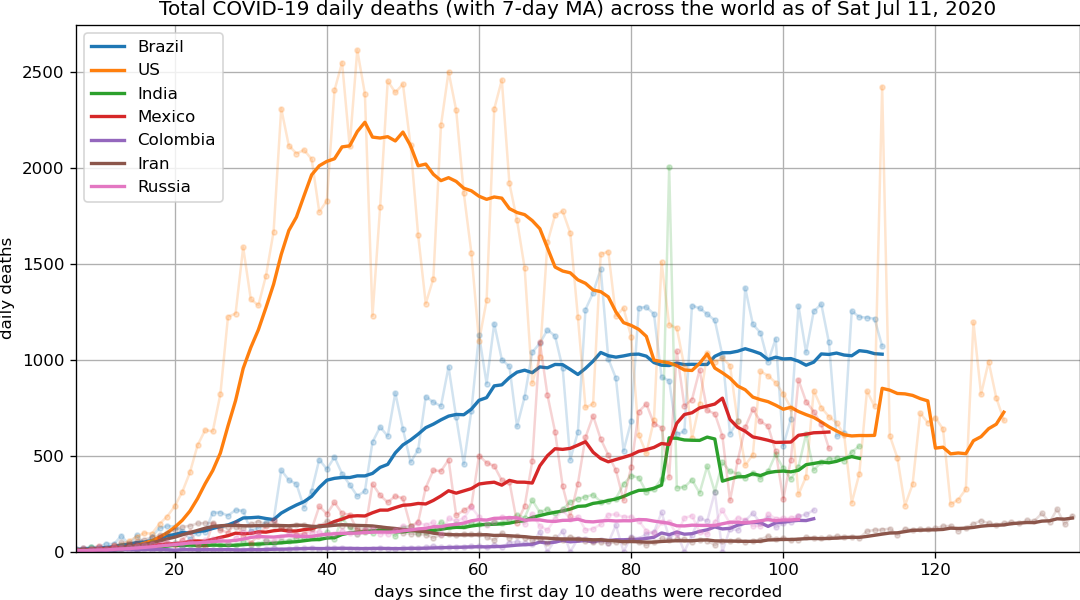 Total COVID-19 daily deaths (with 7-day MA) across the world as of Sat Jul 11, 2020
Brazil
US
India
Mexico
Colombia
Iran
Russia
2500
2000
1500
1000
500
0
daily deaths
20
40
60
80
100
120
days since the first day 10 deaths were recorded